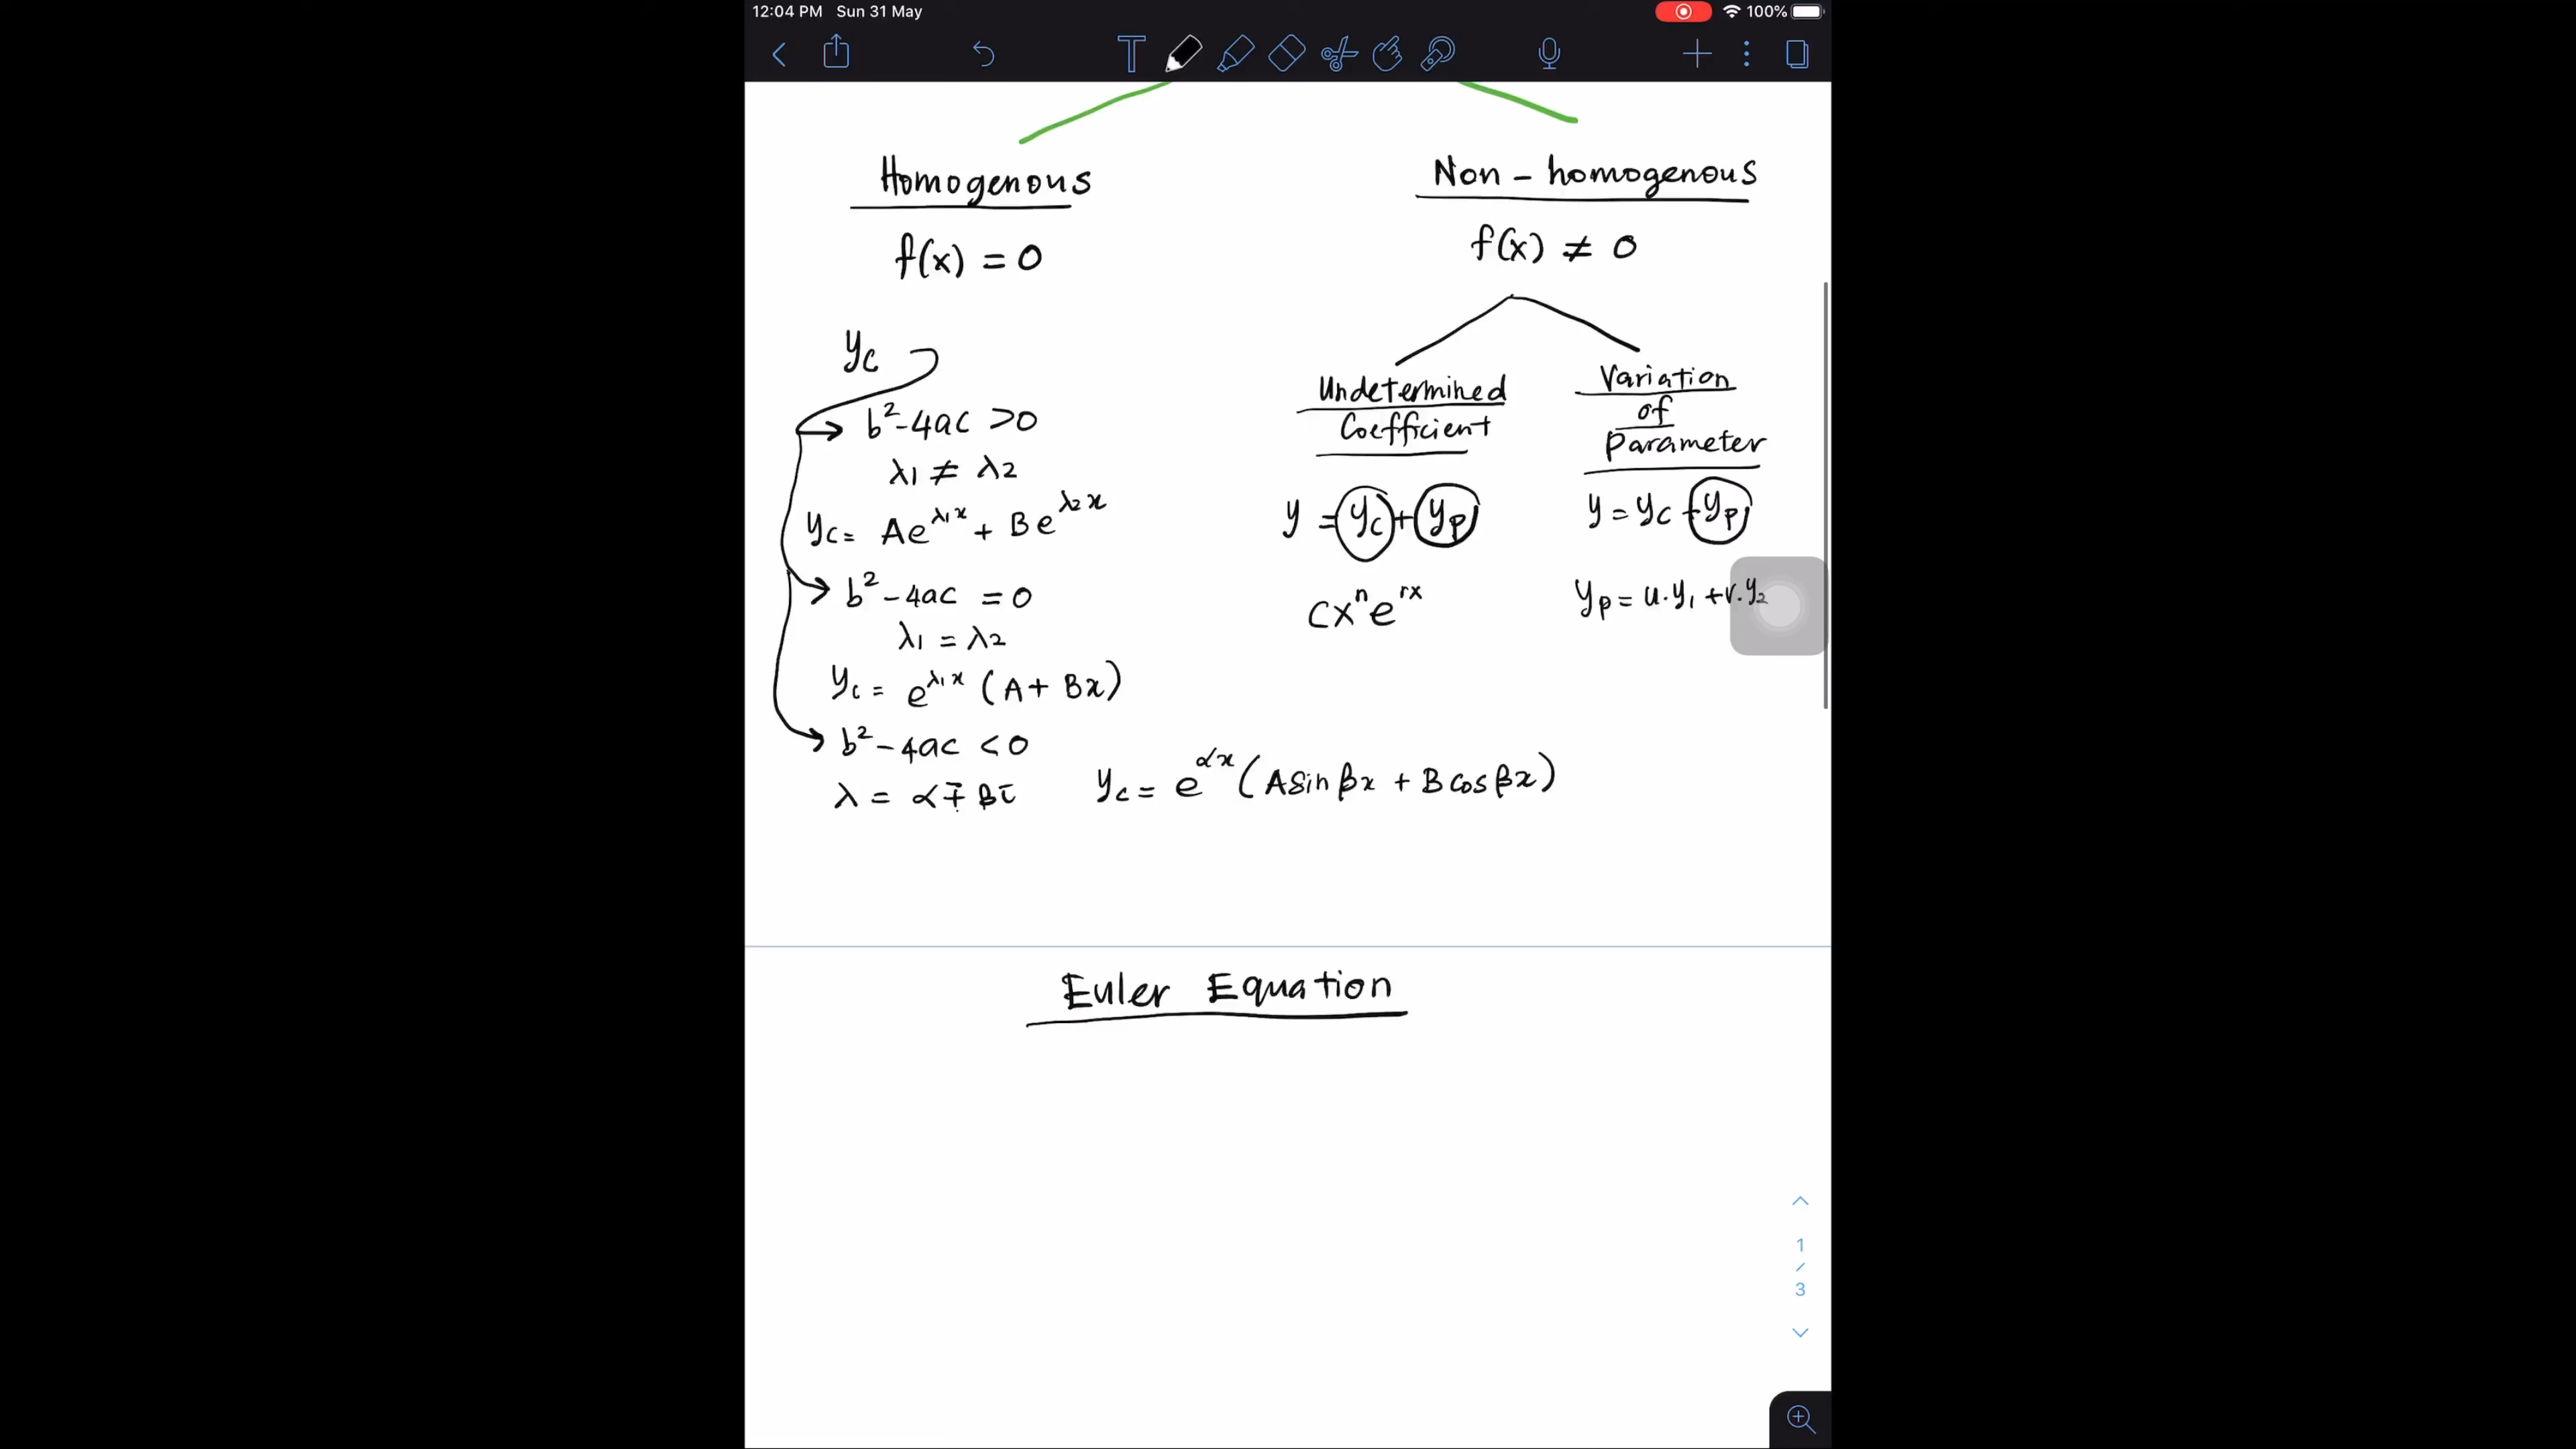 12:04 PM Sun 31 May
100%
Homogenous
f(x) = 0
yc
b²-4ac >0
λ1 ≠ λ2
yc = Ae^λ1x + Be^λ2x
b²-4ac = 0
λ1 = λ2
yc = e^λ1x (A+ Bx)
b²-4ac < 0
λ = α ∓ βi
yc = e^αx (A sin βx + B cos βx)
Non-homogenous
f(x) ≠ 0
Undetermined
Coefficient
y = yc + yp
Cx^n e^rx
Variation
of
Parameter
y = yc + yp
yp = u.y1 + v.y2
Euler Equation
1
/
3